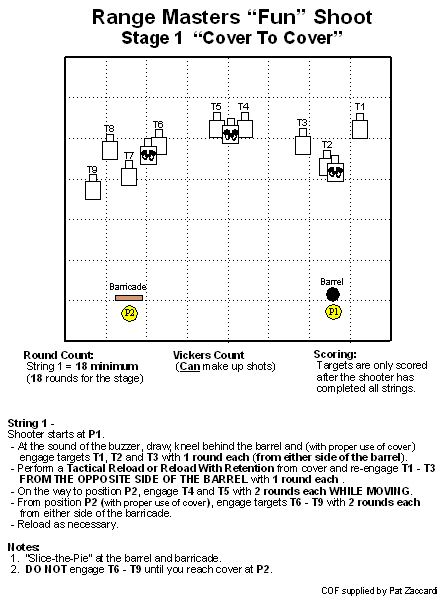 Range Masters “Fun” Shoot
Stage 1 “Cover To Cover”
T5 T4 T1
T8 T6 T3
T7 T2
T9
Barricade Barrel
P2 P1
Round Count: Vickers Count Scoring:
String 1 = 18 minimum (Can make up shots) Targets are only scored
(18 rounds for the stage) after the shooter has
completed all strings.
String 1 -
Shooter starts at P1.
- At the sound of the buzzer, draw, kneel behind the barrel and (with proper use of cover)
engage targets T1, T2 and T3 with 1 round each (from either side of the barrel).
- Perform a Tactical Reload or Reload With Retention from cover and re-engage T1 - T3
FROM THE OPPOSITE SIDE OF THE BARREL with 1 round each .
- On the way to position P2, engage T4 and T5 with 2 rounds each WHILE MOVING.
- From position P2 (with proper use of cover), engage targets T6 - T9 with 2 rounds each
from either side of the barricade.
- Reload as necessary.
Notes:
1. "Slice-the-Pie" at the barrel and barricade.
2. DO NOT engage T6 - T9 until you reach cover at P2.
COF supplied by Pat Zaccardi